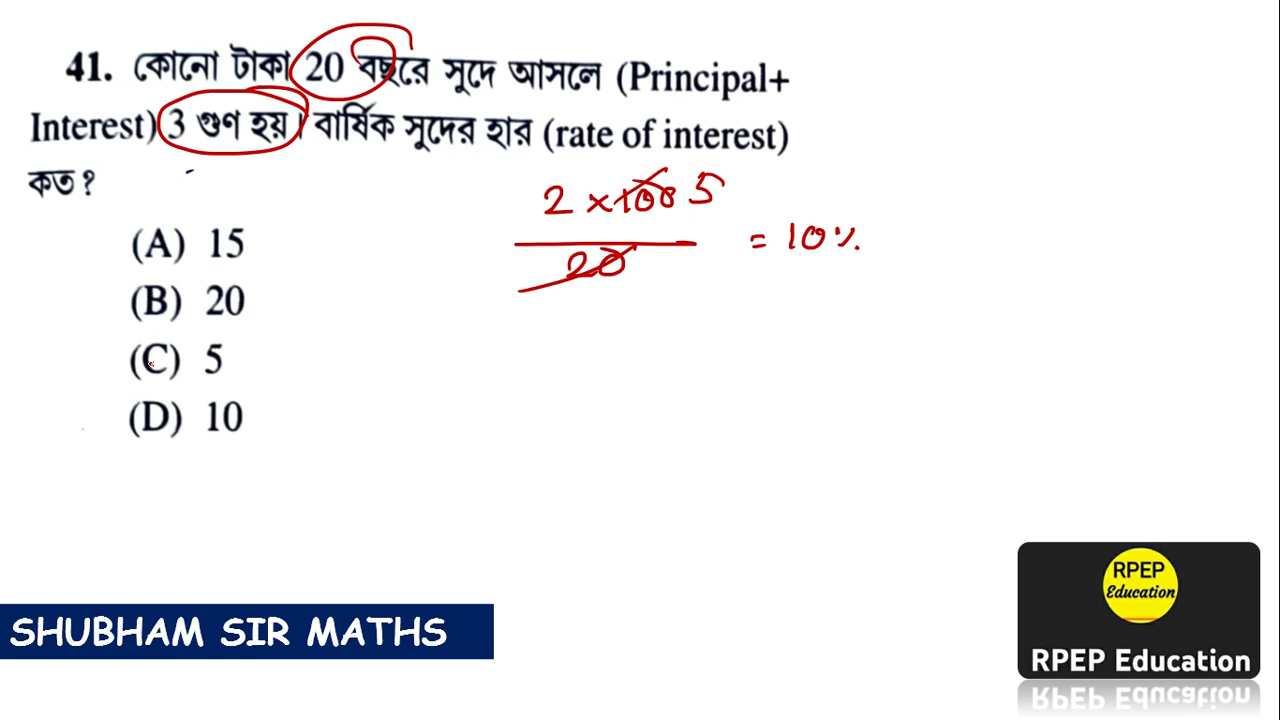 41. কোনো টাকা 20 বছরে সুদে আসলে (Principal+
Interest) 3 গুণ হয়। বার্ষিক সুদের হার (rate of interest)
কত ?
2 × 100 5
20
= 10%
(A) 15
(B) 20
(C) 5
(D) 10
SHUBHAM SIR MATHS
RPEP
Education
RPEP Education